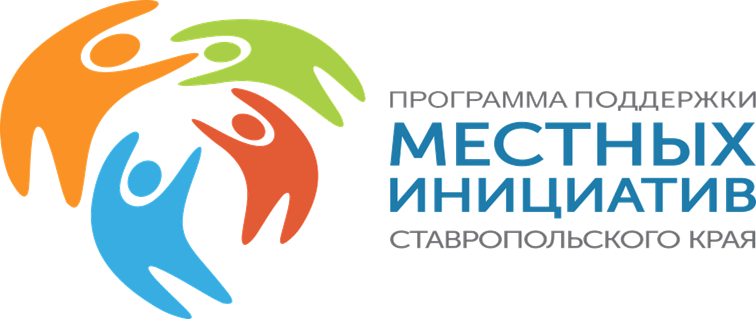 ПРОГРАММА ПОДДЕРЖКИ
МЕСТНЫХ
ИНИЦИАТИВ
СТАВРОПОЛЬСКОГО КРАЯ